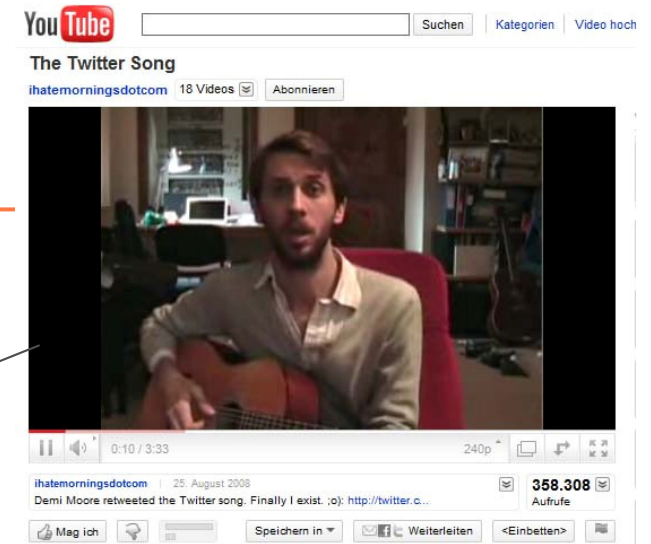 You Tube
Suchen Kategorien Video hoch
The Twitter Song
ihatemorningsdotcom 18 Videos Abonnieren
0:10 / 3:33 240p
ihatemorningsdotcom 25. August 2008
Demi Moore retweeted the Twitter song. Finally I exist. ;o): http://twitter.c...
358.308
Aufrufe
Mag ich Speichern in Weiterleiten <Einbetten>